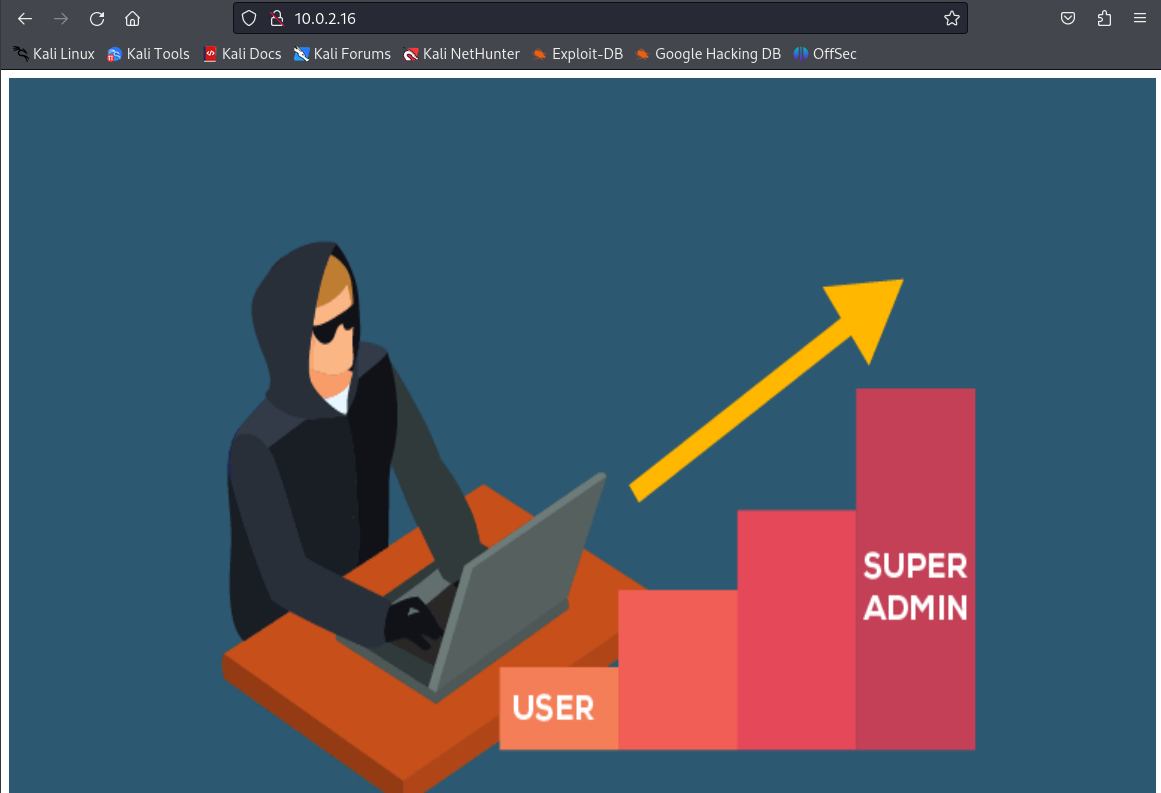 10.0.2.16
Kali Linux Kali Tools Kali Docs Kali Forums Kali NetHunter Exploit-DB Google Hacking DB OffSec
SUPER
ADMIN
USER